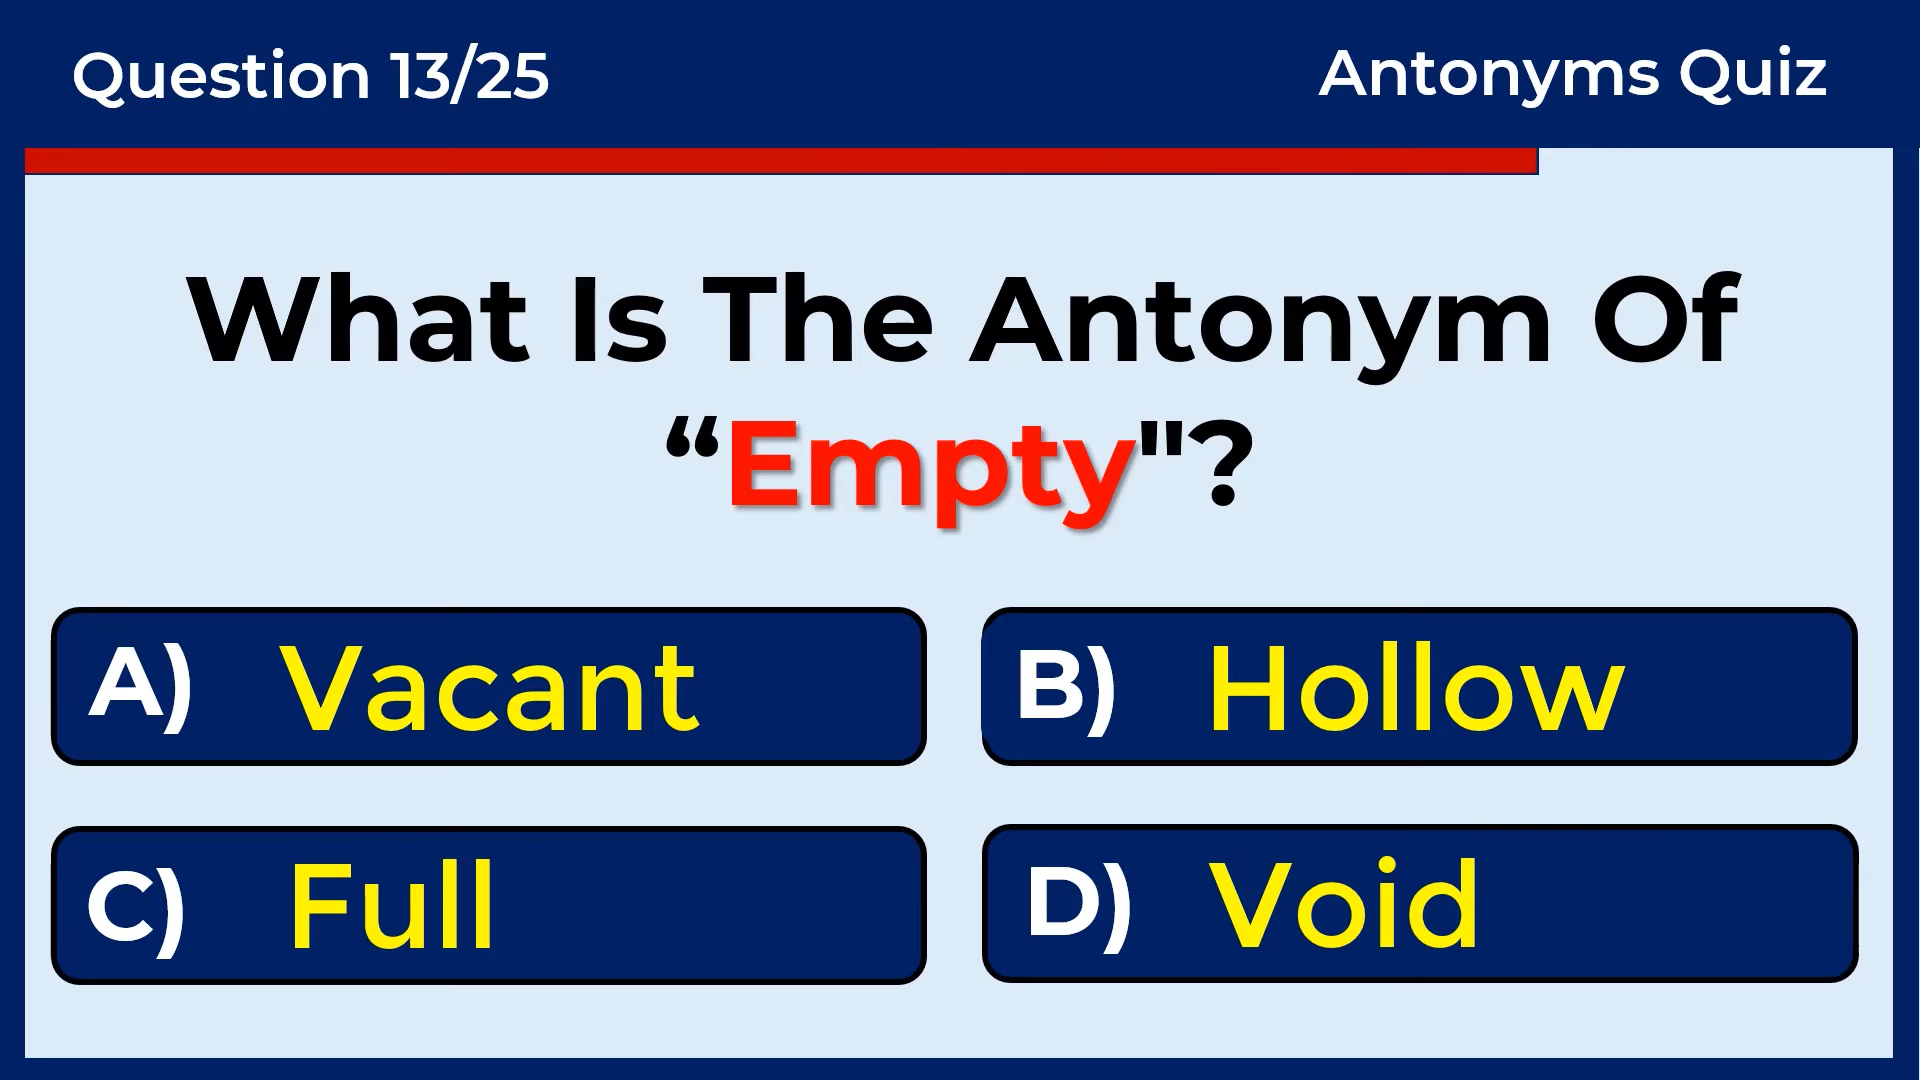 Question 13/25
Antonyms Quiz
What Is The Antonym Of
“Empty"?
A) Vacant
B) Hollow
C) Full
D) Void